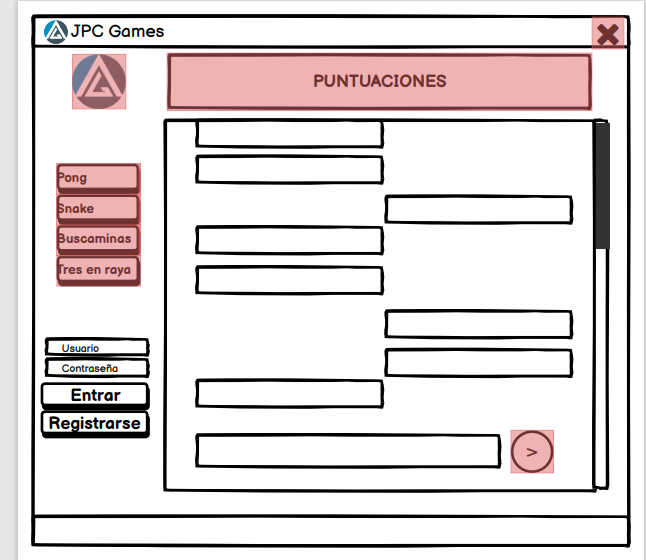 JPC Games
PUNTUACIONES
Pong
Snake
Buscaminas
Tres en raya
Usuario
Contraseña
Entrar
Registrarse
>